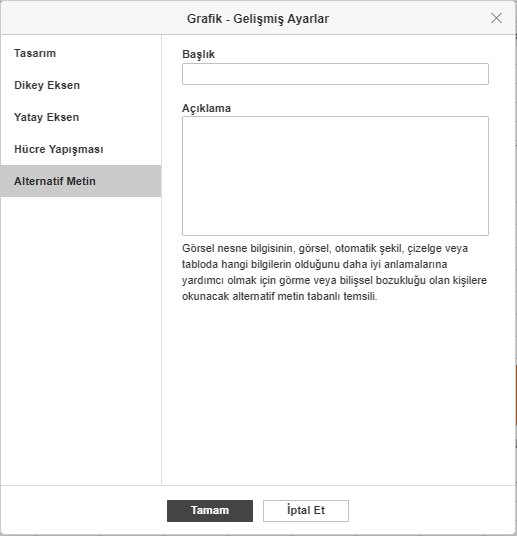 Grafik - Gelişmiş Ayarlar
Tasarım
Dikey Eksen
Yatay Eksen
Hücre Yapışması
Alternatif Metin
Başlık
Açıklama
Görsel nesne bilgisinin, görsel, otomatik şekil, çizelge veya
tabloda hangi bilgilerin olduğunu daha iyi anlamalarına
yardımcı olmak için görme veya bilişsel bozukluğu olan kişilere
okunacak alternatif metin tabanlı temsili.
Tamam
İptal Et